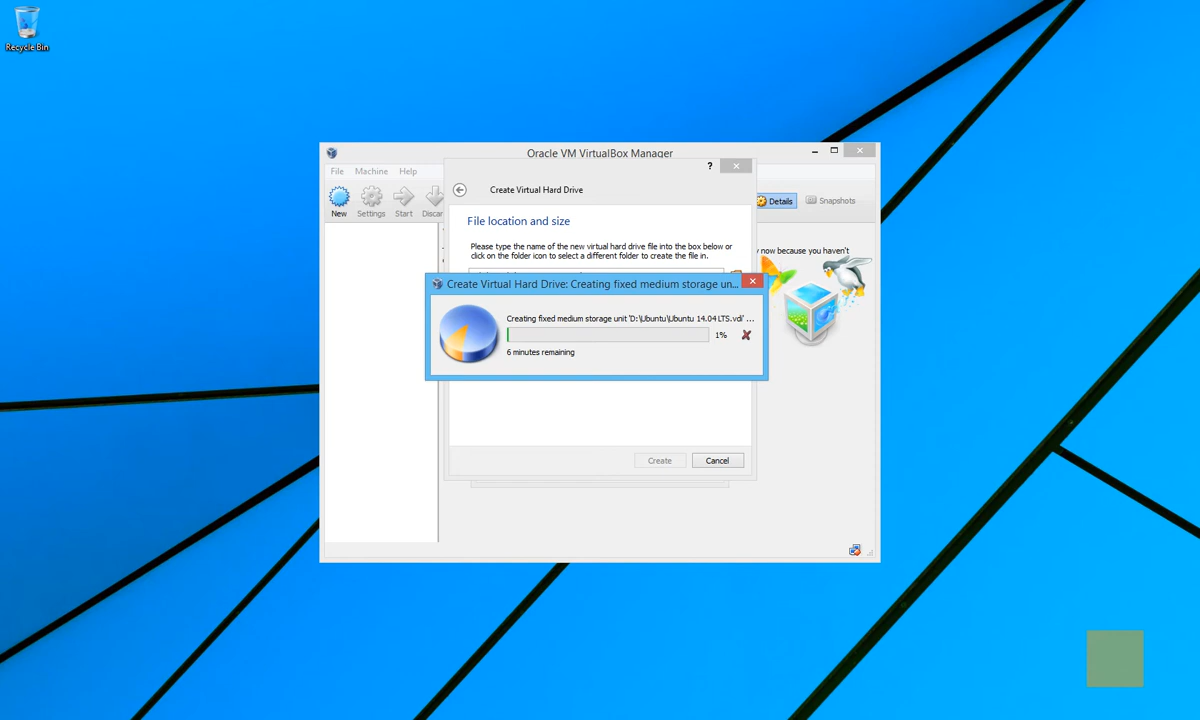 Recycle Bin
Oracle VM VirtualBox Manager
File Machine Help
?
Create Virtual Hard Drive
New Settings Start Discar
Details Snapshots
File location and size
Please type the name of the new virtual hard drive file into the box below or
click on the folder icon to select a different folder to create the file in.
now because you haven't
Create Virtual Hard Drive: Creating fixed medium storage un...
Creating fixed medium storage unit 'D:\Ubuntu\Ubuntu 14.04 LTS.vdi' ...
1%
6 minutes remaining
Create Cancel